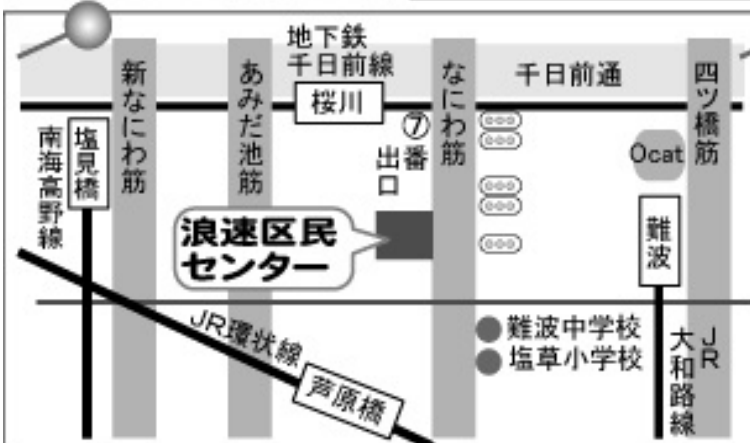 地下鉄
千日前線
桜川
千日前通
新なにわ筋
あみだ池筋
なにわ筋
四ツ橋筋
南海高野線
塩見橋
⑦番
出口
Ocat
難波
浪速区民
センター
JR環状線
芦原橋
難波中学校
塩草小学校
JR
大和路線